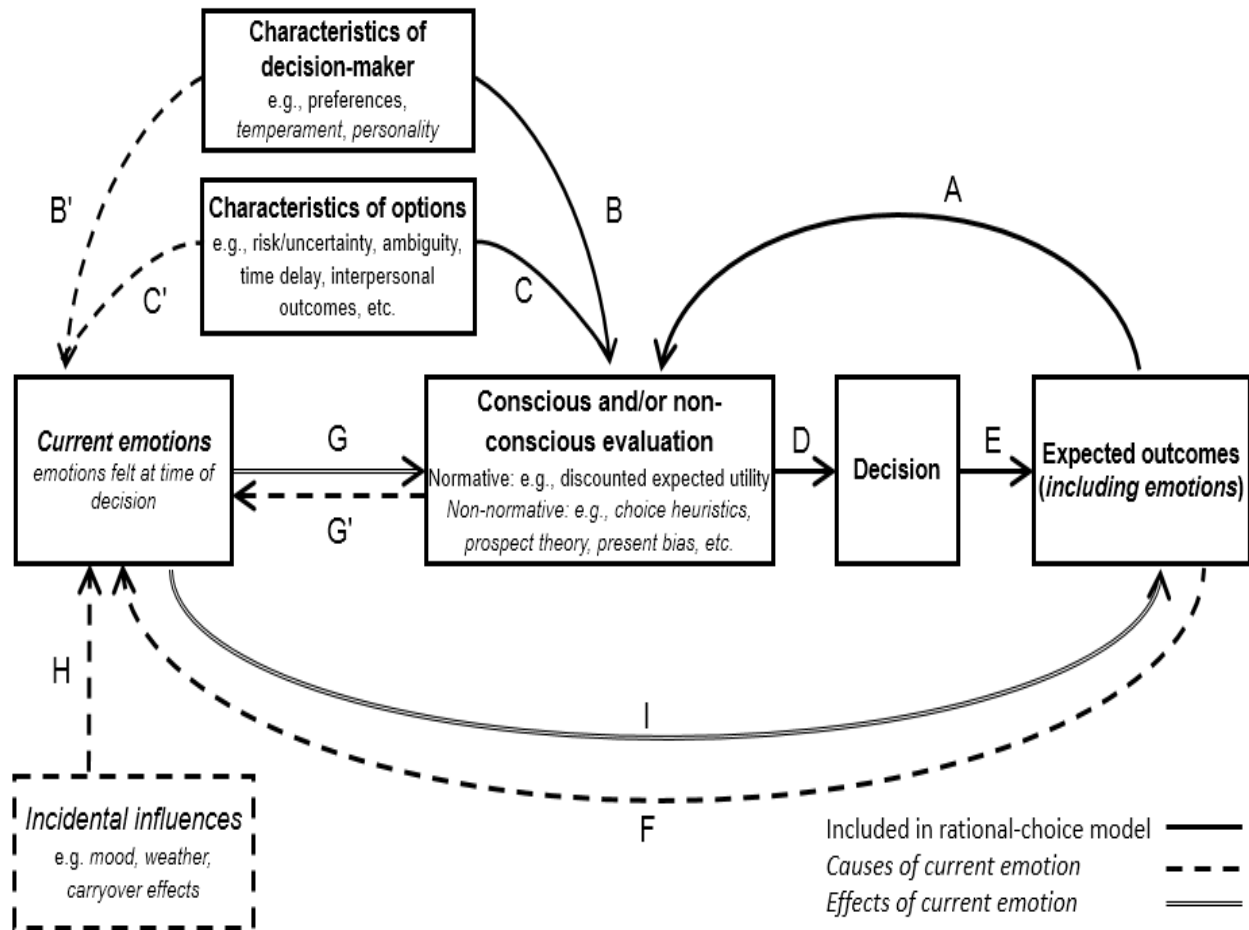 Characteristics of
decision-maker
e.g., preferences,
temperament, personality
B'
B
A
Characteristics of options
e.g., risk/uncertainty, ambiguity,
time delay, interpersonal
outcomes, etc.
C'
C
Current emotions
emotions felt at time of
decision
G
G'
Conscious and/or non-
conscious evaluation
Normative: e.g., discounted expected utility
Non-normative: e.g., choice heuristics,
prospect theory, present bias, etc.
D
Decision
E
Expected outcomes
(including emotions)
H
I
F
Incidental influences
e.g. mood, weather,
carryover effects
Included in rational-choice model
Causes of current emotion
Effects of current emotion